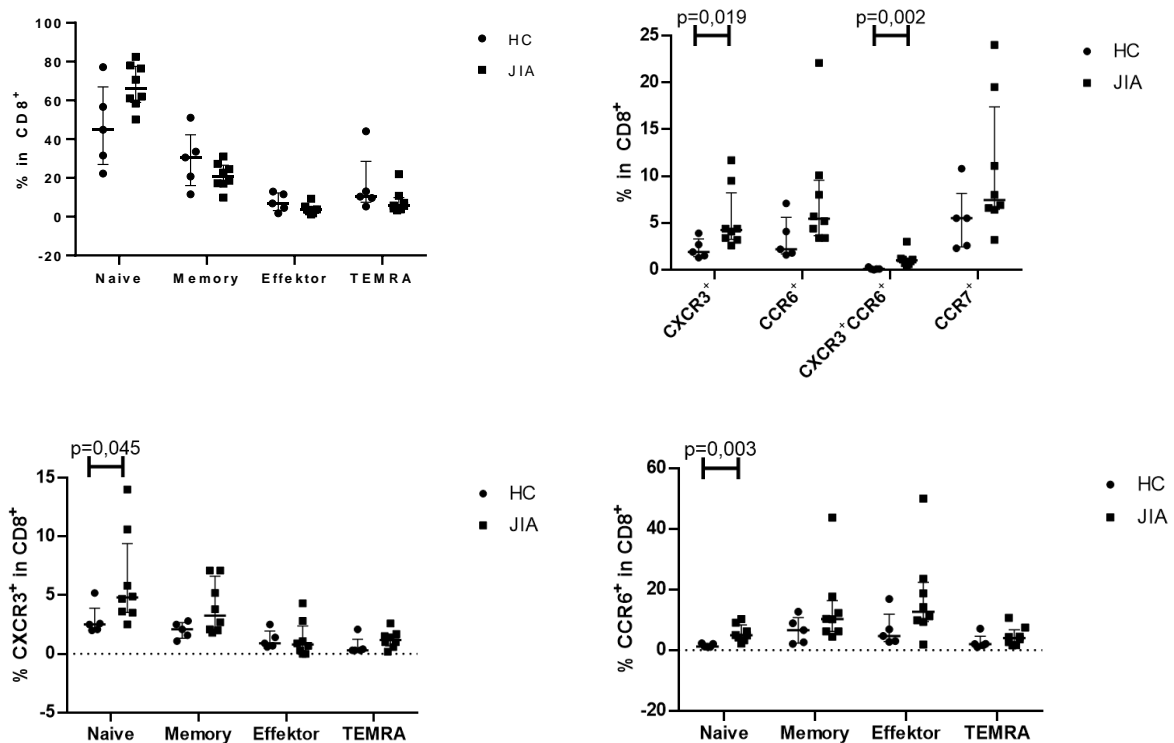 100
80
60
40
20
0
-20
% in CD8+
Naive Memory Effektor TEMRA
HC
JIA
p=0,019 p=0,002
25
20
15
10
5
0
% in CD8+
CXCR3+
CCR6+
CXCR3+CCR6+
CCR7+
HC
JIA
p=0,045
15
10
5
0
-5
% CXCR3+ in CD8+
Naive Memory Effektor TEMRA
HC
JIA
p=0,003
60
40
20
0
-20
% CCR6+ in CD8+
Naive Memory Effektor TEMRA
HC
JIA